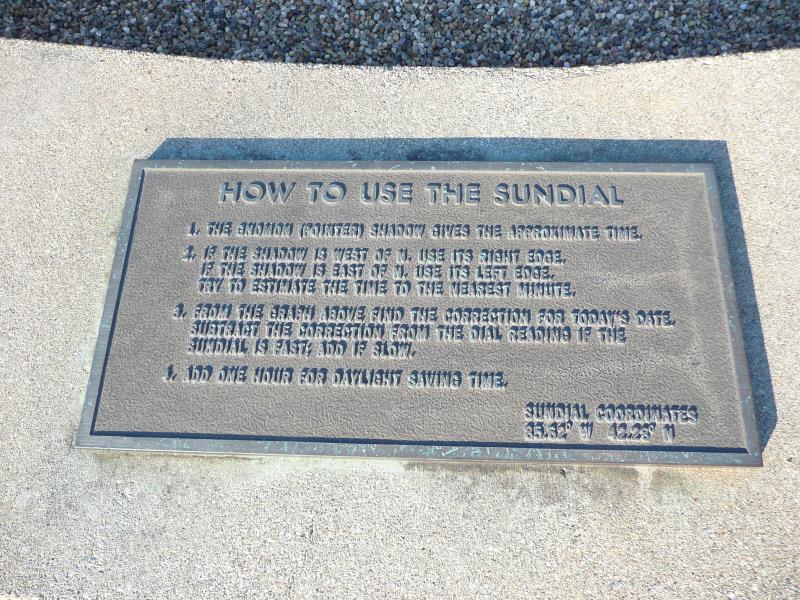 HOW TO USE THE SUNDIAL
1. THE GNOMON (POINTER) SHADOW GIVES THE APPROXIMATE TIME.
2. IF THE SHADOW IS WEST OF N. USE ITS RIGHT EDGE.
IF THE SHADOW IS EAST OF N. USE ITS LEFT EDGE.
TRY TO ESTIMATE THE TIME TO THE NEAREST MINUTE.
3. FROM THE GRAPH ABOVE FIND THE CORRECTION FOR TODAY'S DATE.
SUBTRACT THE CORRECTION FROM THE DIAL READING IF THE
SUNDIAL IS FAST; ADD IF SLOW.
4. ADD ONE HOUR FOR DAYLIGHT SAVING TIME.
SUNDIAL COORDINATES
W N